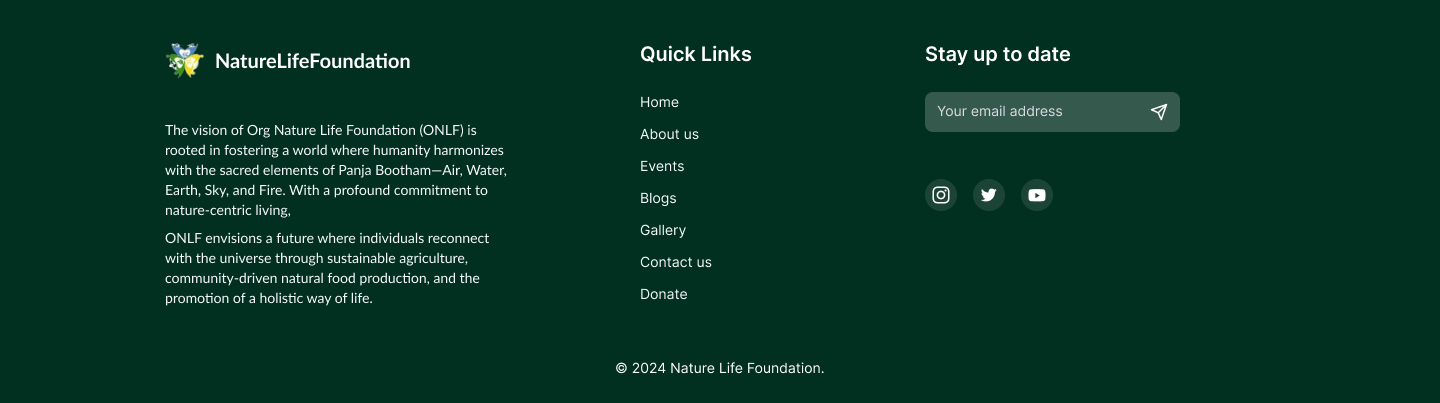 NatureLifeFoundation
The vision of Org Nature Life Foundation (ONLF) is
rooted in fostering a world where humanity harmonizes
with the sacred elements of Panja Bootham—Air, Water,
Earth, Sky, and Fire. With a profound commitment to
nature-centric living,
ONLF envisions a future where individuals reconnect
with the universe through sustainable agriculture,
community-driven natural food production, and the
promotion of a holistic way of life.
Quick Links
Home
About us
Events
Blogs
Gallery
Contact us
Donate
Stay up to date
Your email address
© 2024 Nature Life Foundation.